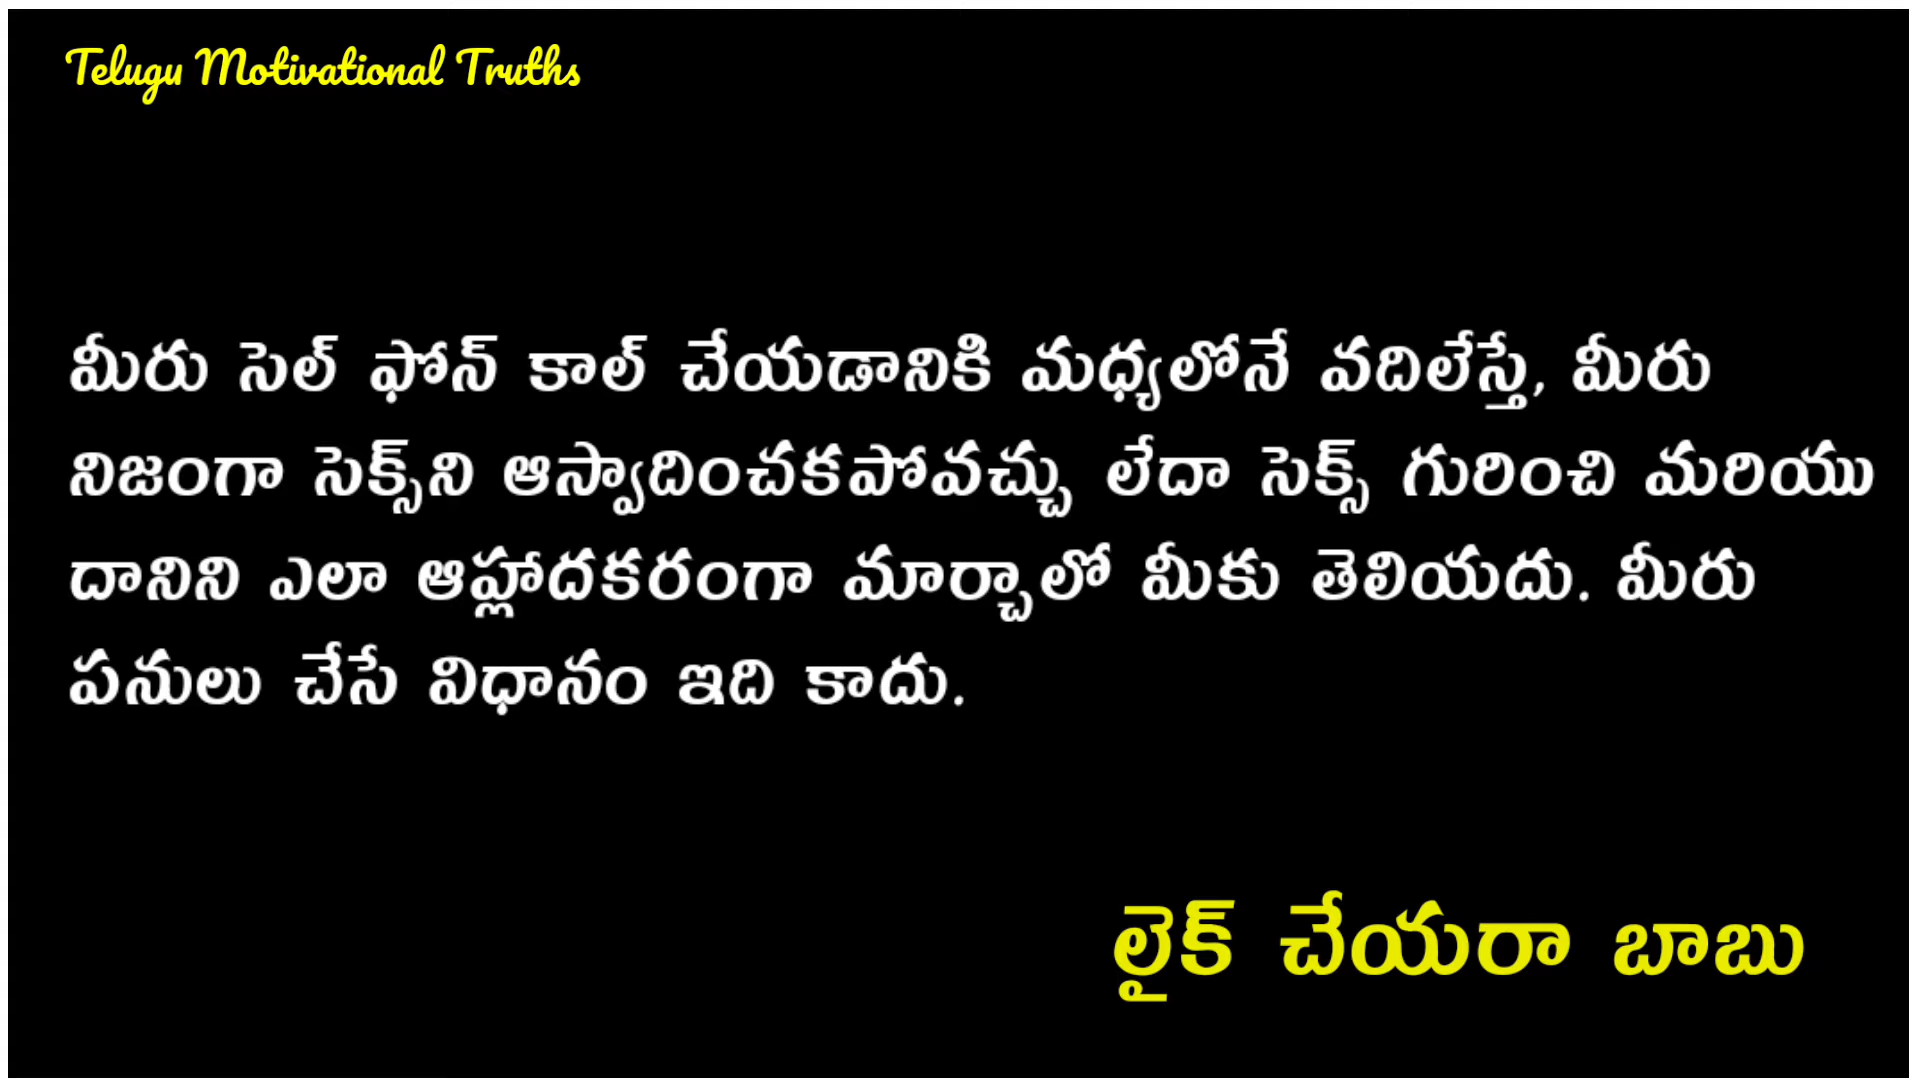 Telugu Motivational Truths
మీరు సెల్ ఫోన్ కాల్ చేయడానికి మధ్యలోనే వదిలేస్తే, మీరు
నిజంగా సెక్స్‌ని ఆస్వాదించకపోవచ్చు లేదా సెక్స్ గురించి మరియు
దానిని ఎలా ఆహ్లాదకరంగా మార్చాలో మీకు తెలియదు. మీరు
పనులు చేసే విధానం ఇది కాదు.
లైక్ చేయరా బాబు